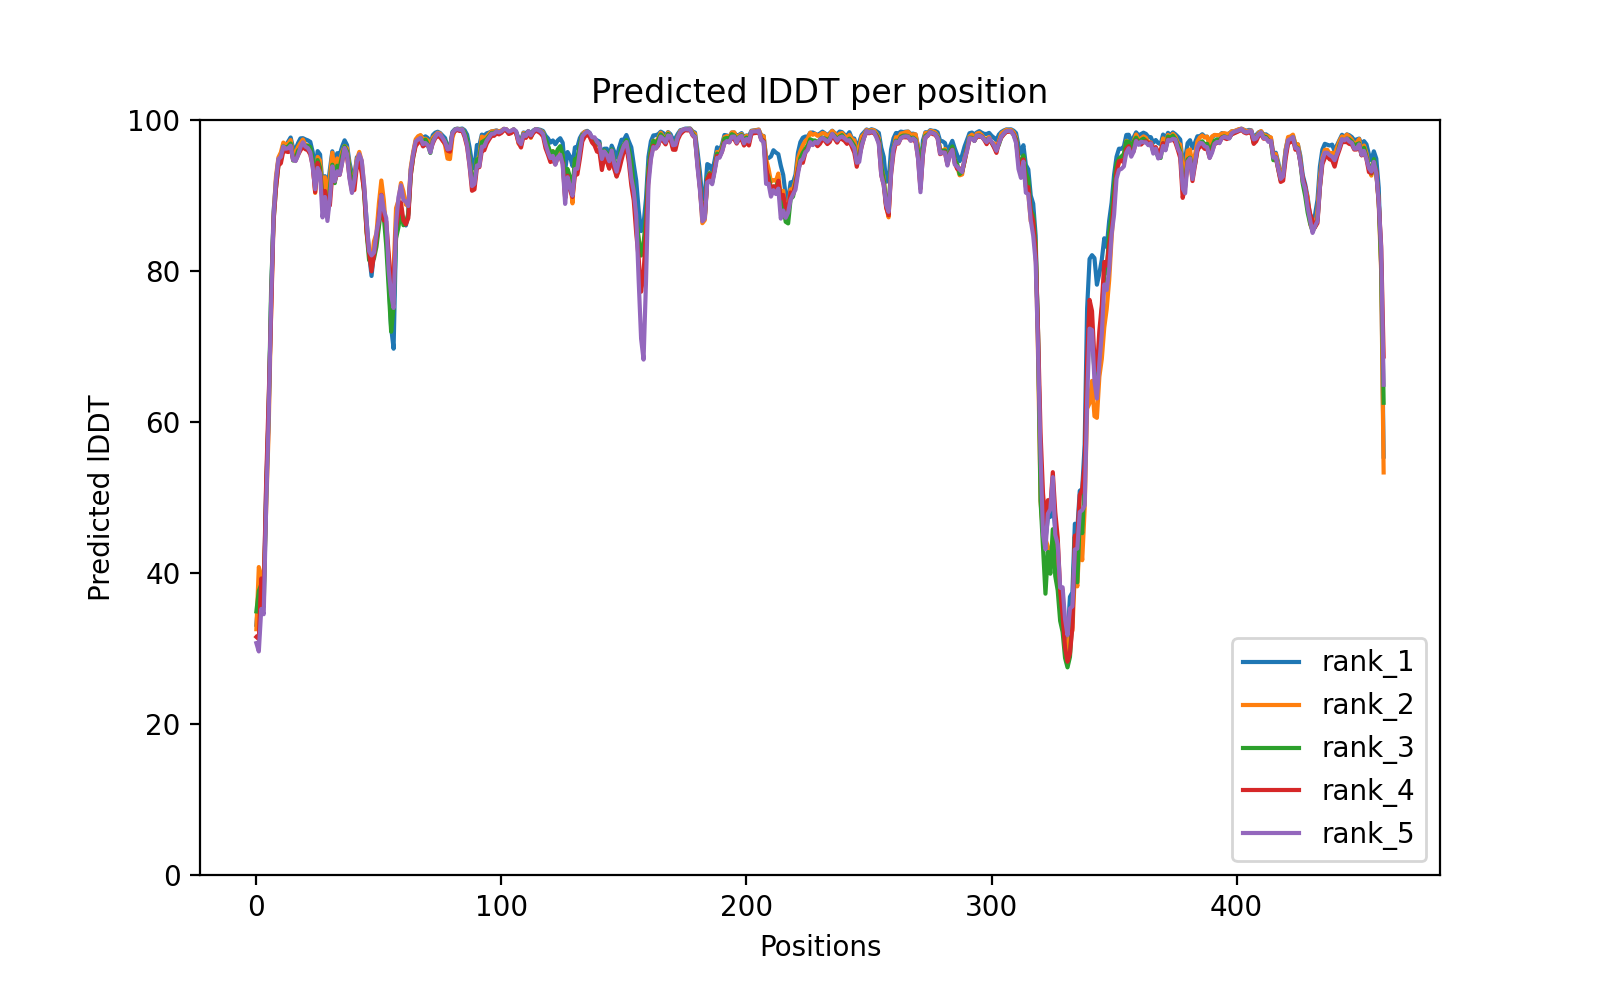 Predicted lDDT per position
100
80
60
40
20
0
Predicted lDDT
0 100 200 300 400
Positions
rank_1
rank_2
rank_3
rank_4
rank_5